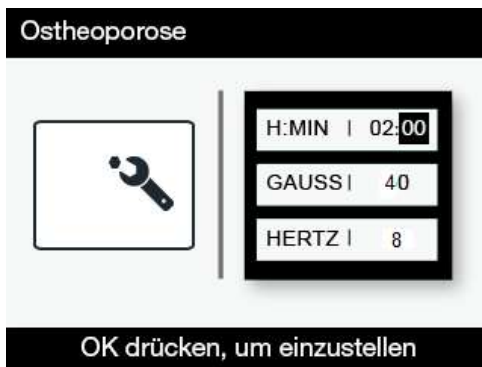 Ostheoporose
H:MIN | 02:00
GAUSS | 40
HERTZ | 8
OK drücken, um einzustellen